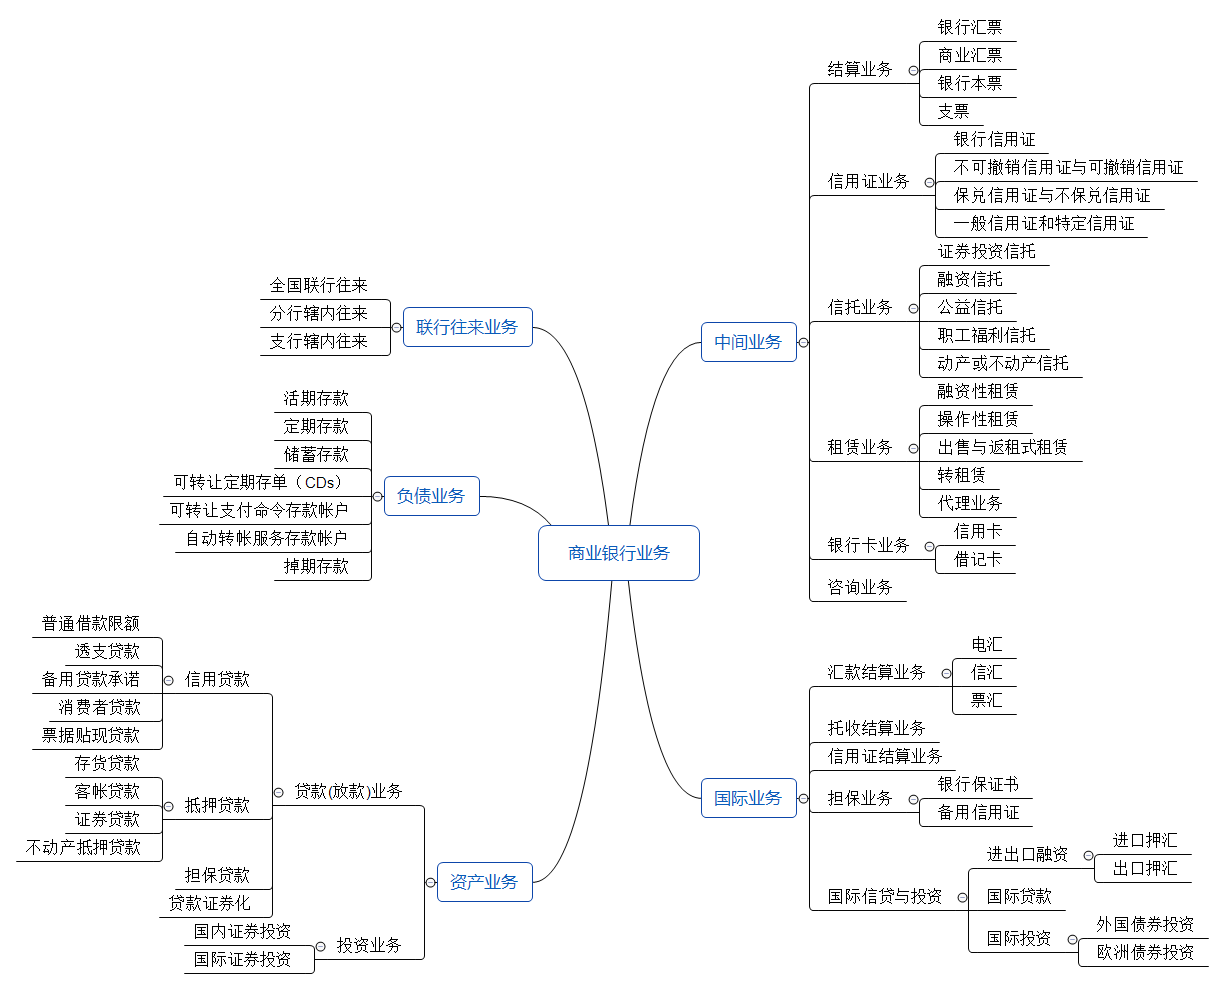 商业银行业务
联行往来业务
全国联行往来
分行辖内往来
支行辖内往来
负债业务
活期存款
定期存款
储蓄存款
可转让定期存单（CDs）
可转让支付命令存款帐户
自动转帐服务存款帐户
掉期存款
资产业务
贷款(放款)业务
信用贷款
普通借款限额
透支贷款
备用贷款承诺
消费者贷款
票据贴现贷款
抵押贷款
存货贷款
客帐贷款
证券贷款
不动产抵押贷款
担保贷款
贷款证券化
投资业务
国内证券投资
国际证券投资
中间业务
结算业务
银行汇票
商业汇票
银行本票
支票
信用证业务
银行信用证
不可撤销信用证与可撤销信用证
保兑信用证与不保兑信用证
一般信用证和特定信用证
信托业务
证券投资信托
融资信托
公益信托
职工福利信托
动产或不动产信托
租赁业务
融资性租赁
操作性租赁
出售与返租式租赁
转租赁
代理业务
银行卡业务
信用卡
借记卡
咨询业务
国际业务
汇款结算业务
电汇
信汇
票汇
托收结算业务
信用证结算业务
担保业务
银行保证书
备用信用证
国际信贷与投资
进出口融资
进口押汇
出口押汇
国际贷款
国际投资
外国债券投资
欧洲债券投资